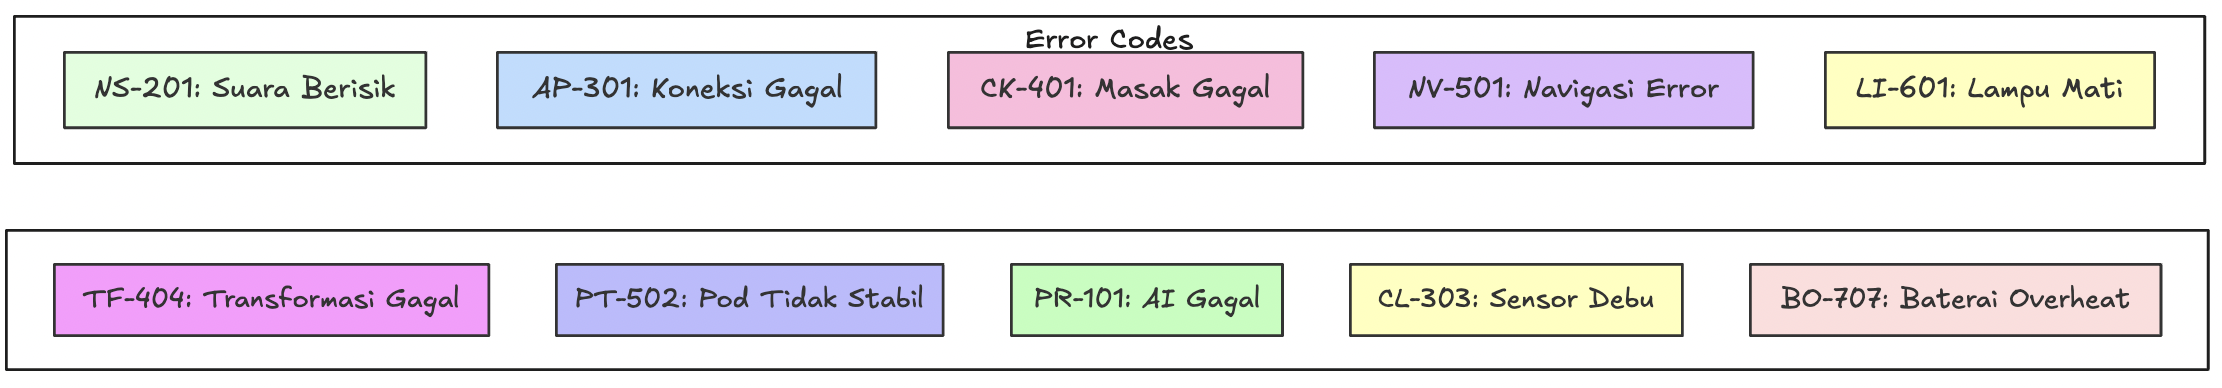 Error Codes
NS-201: Suara Berisik
AP-301: Koneksi Gagal
CK-401: Masak Gagal
NV-501: Navigasi Error
LI-601: Lampu Mati
TF-404: Transformasi Gagal
PT-502: Pod Tidak Stabil
PR-101: AI Gagal
CL-303: Sensor Debu
BO-707: Baterai Overheat